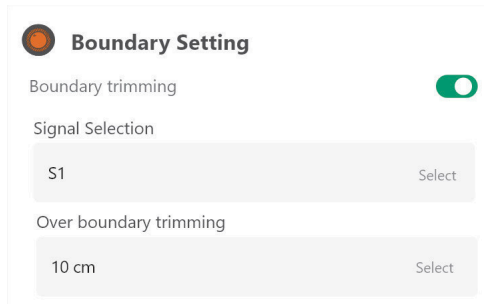 Boundary Setting
Boundary trimming
Signal Selection
S1 Select
Over boundary trimming
10 cm Select